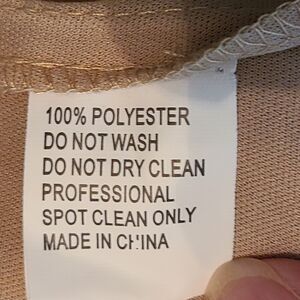 100% POLYESTER
DO NOT WASH
DO NOT DRY CLEAN
PROFESSIONAL
SPOT CLEAN ONLY
MADE IN CHINA